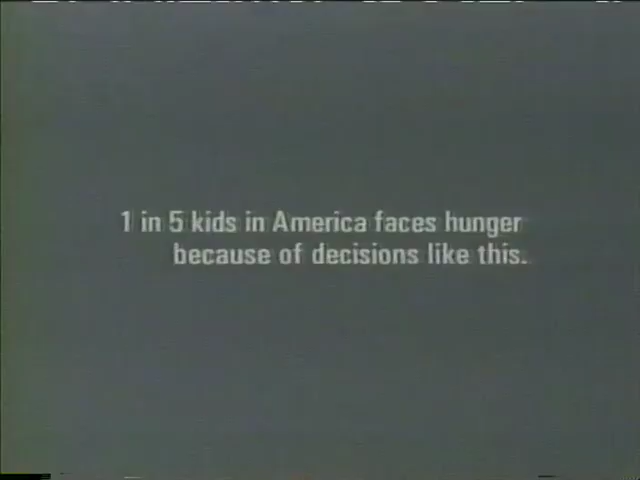 1 in 5 kids in America faces hunger
because of decisions like this.